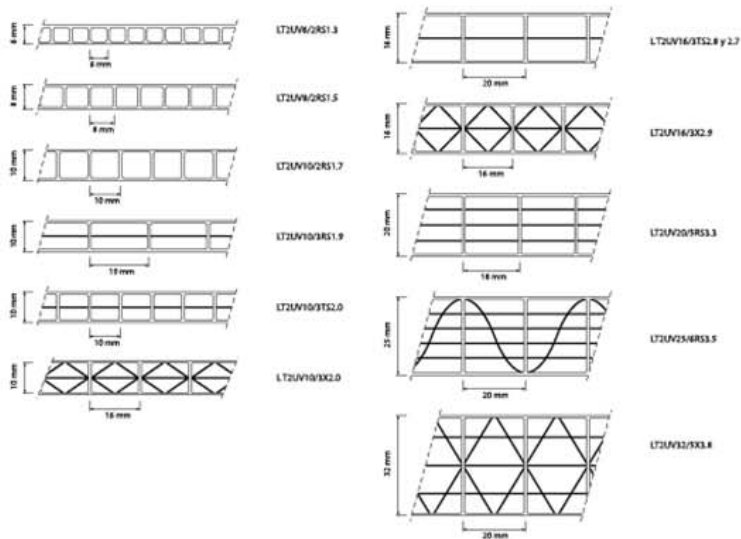 6 mm
6 mm
LT2UV6/2RS1.3
8 mm
8 mm
LT2UV8/2RS1.5
10 mm
10 mm
LT2UV10/2RS1.7
10 mm
19 mm
LT2UV10/3RS1.9
10 mm
10 mm
LT2UV10/3TS2.0
10 mm
16 mm
LT2UV10/3X2.0
16 mm
20 mm
LT2UV16/3TS2.8 y 2.7
16 mm
16 mm
LT2UV16/3X2.9
20 mm
18 mm
LT2UV20/5RS3.3
25 mm
20 mm
LT2UV25/6RS3.5
32 mm
20 mm
LT2UV32/5X3.8